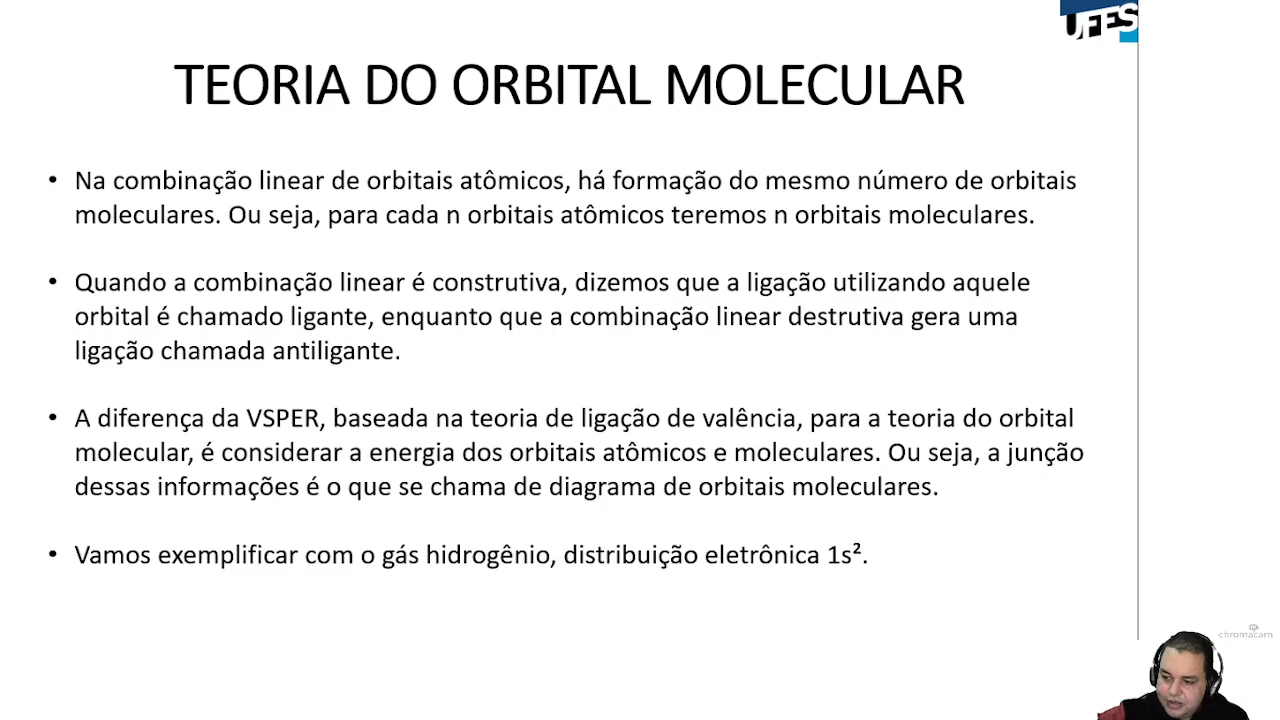 UFES
TEORIA DO ORBITAL MOLECULAR
• Na combinação linear de orbitais atômicos, há formação do mesmo número de orbitais
moleculares. Ou seja, para cada n orbitais atômicos teremos n orbitais moleculares.
• Quando a combinação linear é construtiva, dizemos que a ligação utilizando aquele
orbital é chamado ligante, enquanto que a combinação linear destrutiva gera uma
ligação chamada antiligante.
• A diferença da VSPER, baseada na teoria de ligação de valência, para a teoria do orbital
molecular, é considerar a energia dos orbitais atômicos e moleculares. Ou seja, a junção
dessas informações é o que se chama de diagrama de orbitais moleculares.
• Vamos exemplificar com o gás hidrogênio, distribuição eletrônica 1s².
chromacam